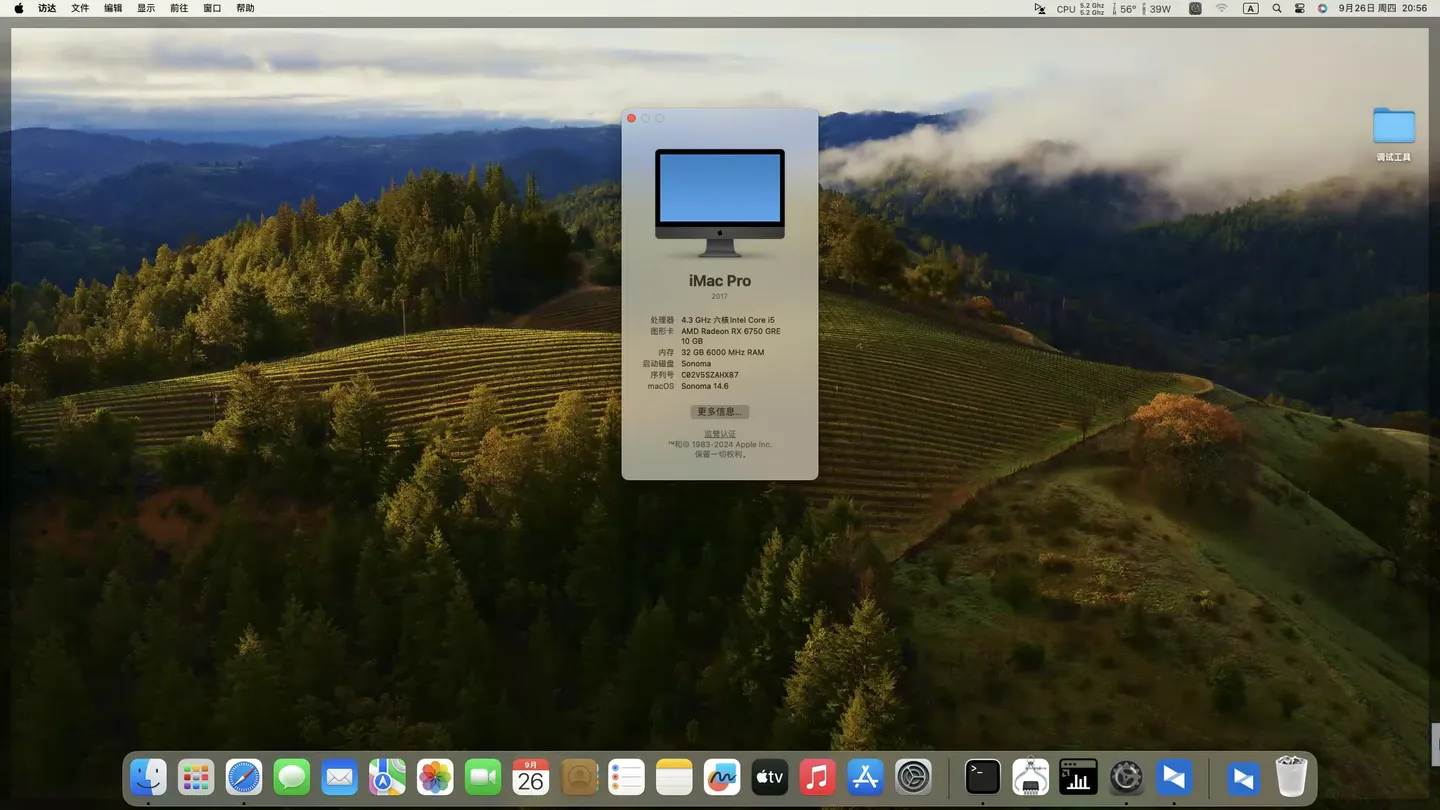 访达 文件 编辑 显示 前往 窗口 帮助
CPU 5.2 Ghz 5.2 Ghz 56° 39W A 9月26日 周四 20:56
调试工具
iMac Pro
2017
处理器 4.3 GHz 六核Intel Core i5
图形卡 AMD Radeon RX 6750 GRE
10 GB
内存 32 GB 6000 MHz RAM
启动磁盘 Sonoma
序列号 C02V5SZAHX87
macOS Sonoma 14.6
更多信息...
监管认证
™和© 1983-2024 Apple Inc.
保留一切权利。
9月
26
tv